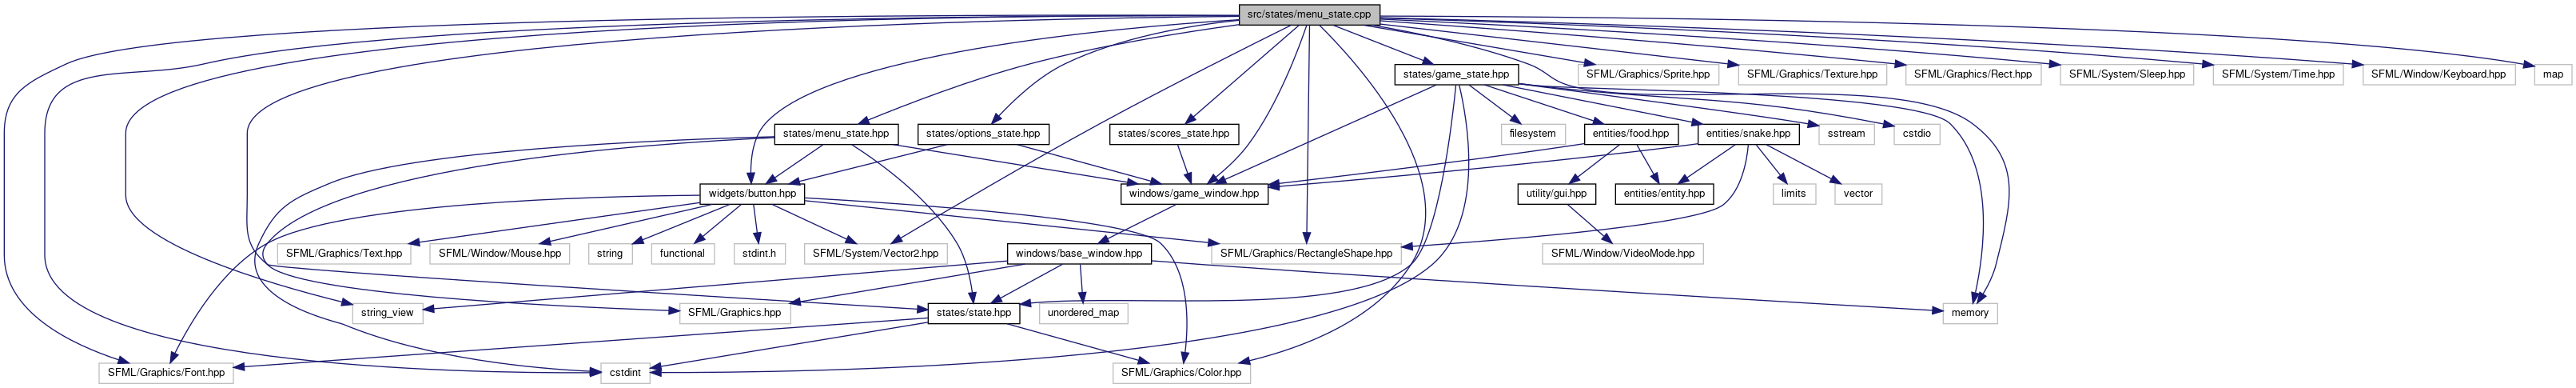 src/states/menu_state.cpp
states/game_state.hpp
SFML/Graphics/Sprite.hpp
SFML/Graphics/Texture.hpp
SFML/Graphics/Rect.hpp
SFML/System/Sleep.hpp
SFML/System/Time.hpp
SFML/Window/Keyboard.hpp
map
states/menu_state.hpp
states/options_state.hpp
states/scores_state.hpp
filesystem
entities/food.hpp
entities/snake.hpp
sstream
cstdio
widgets/button.hpp
windows/game_window.hpp
utility/gui.hpp
entities/entity.hpp
limits
vector
SFML/Graphics/Text.hpp
SFML/Window/Mouse.hpp
string
functional
stdint.h
SFML/System/Vector2.hpp
windows/base_window.hpp
SFML/Graphics/RectangleShape.hpp
SFML/Window/VideoMode.hpp
string_view
SFML/Graphics.hpp
states/state.hpp
unordered_map
memory
SFML/Graphics/Font.hpp
cstdint
SFML/Graphics/Color.hpp